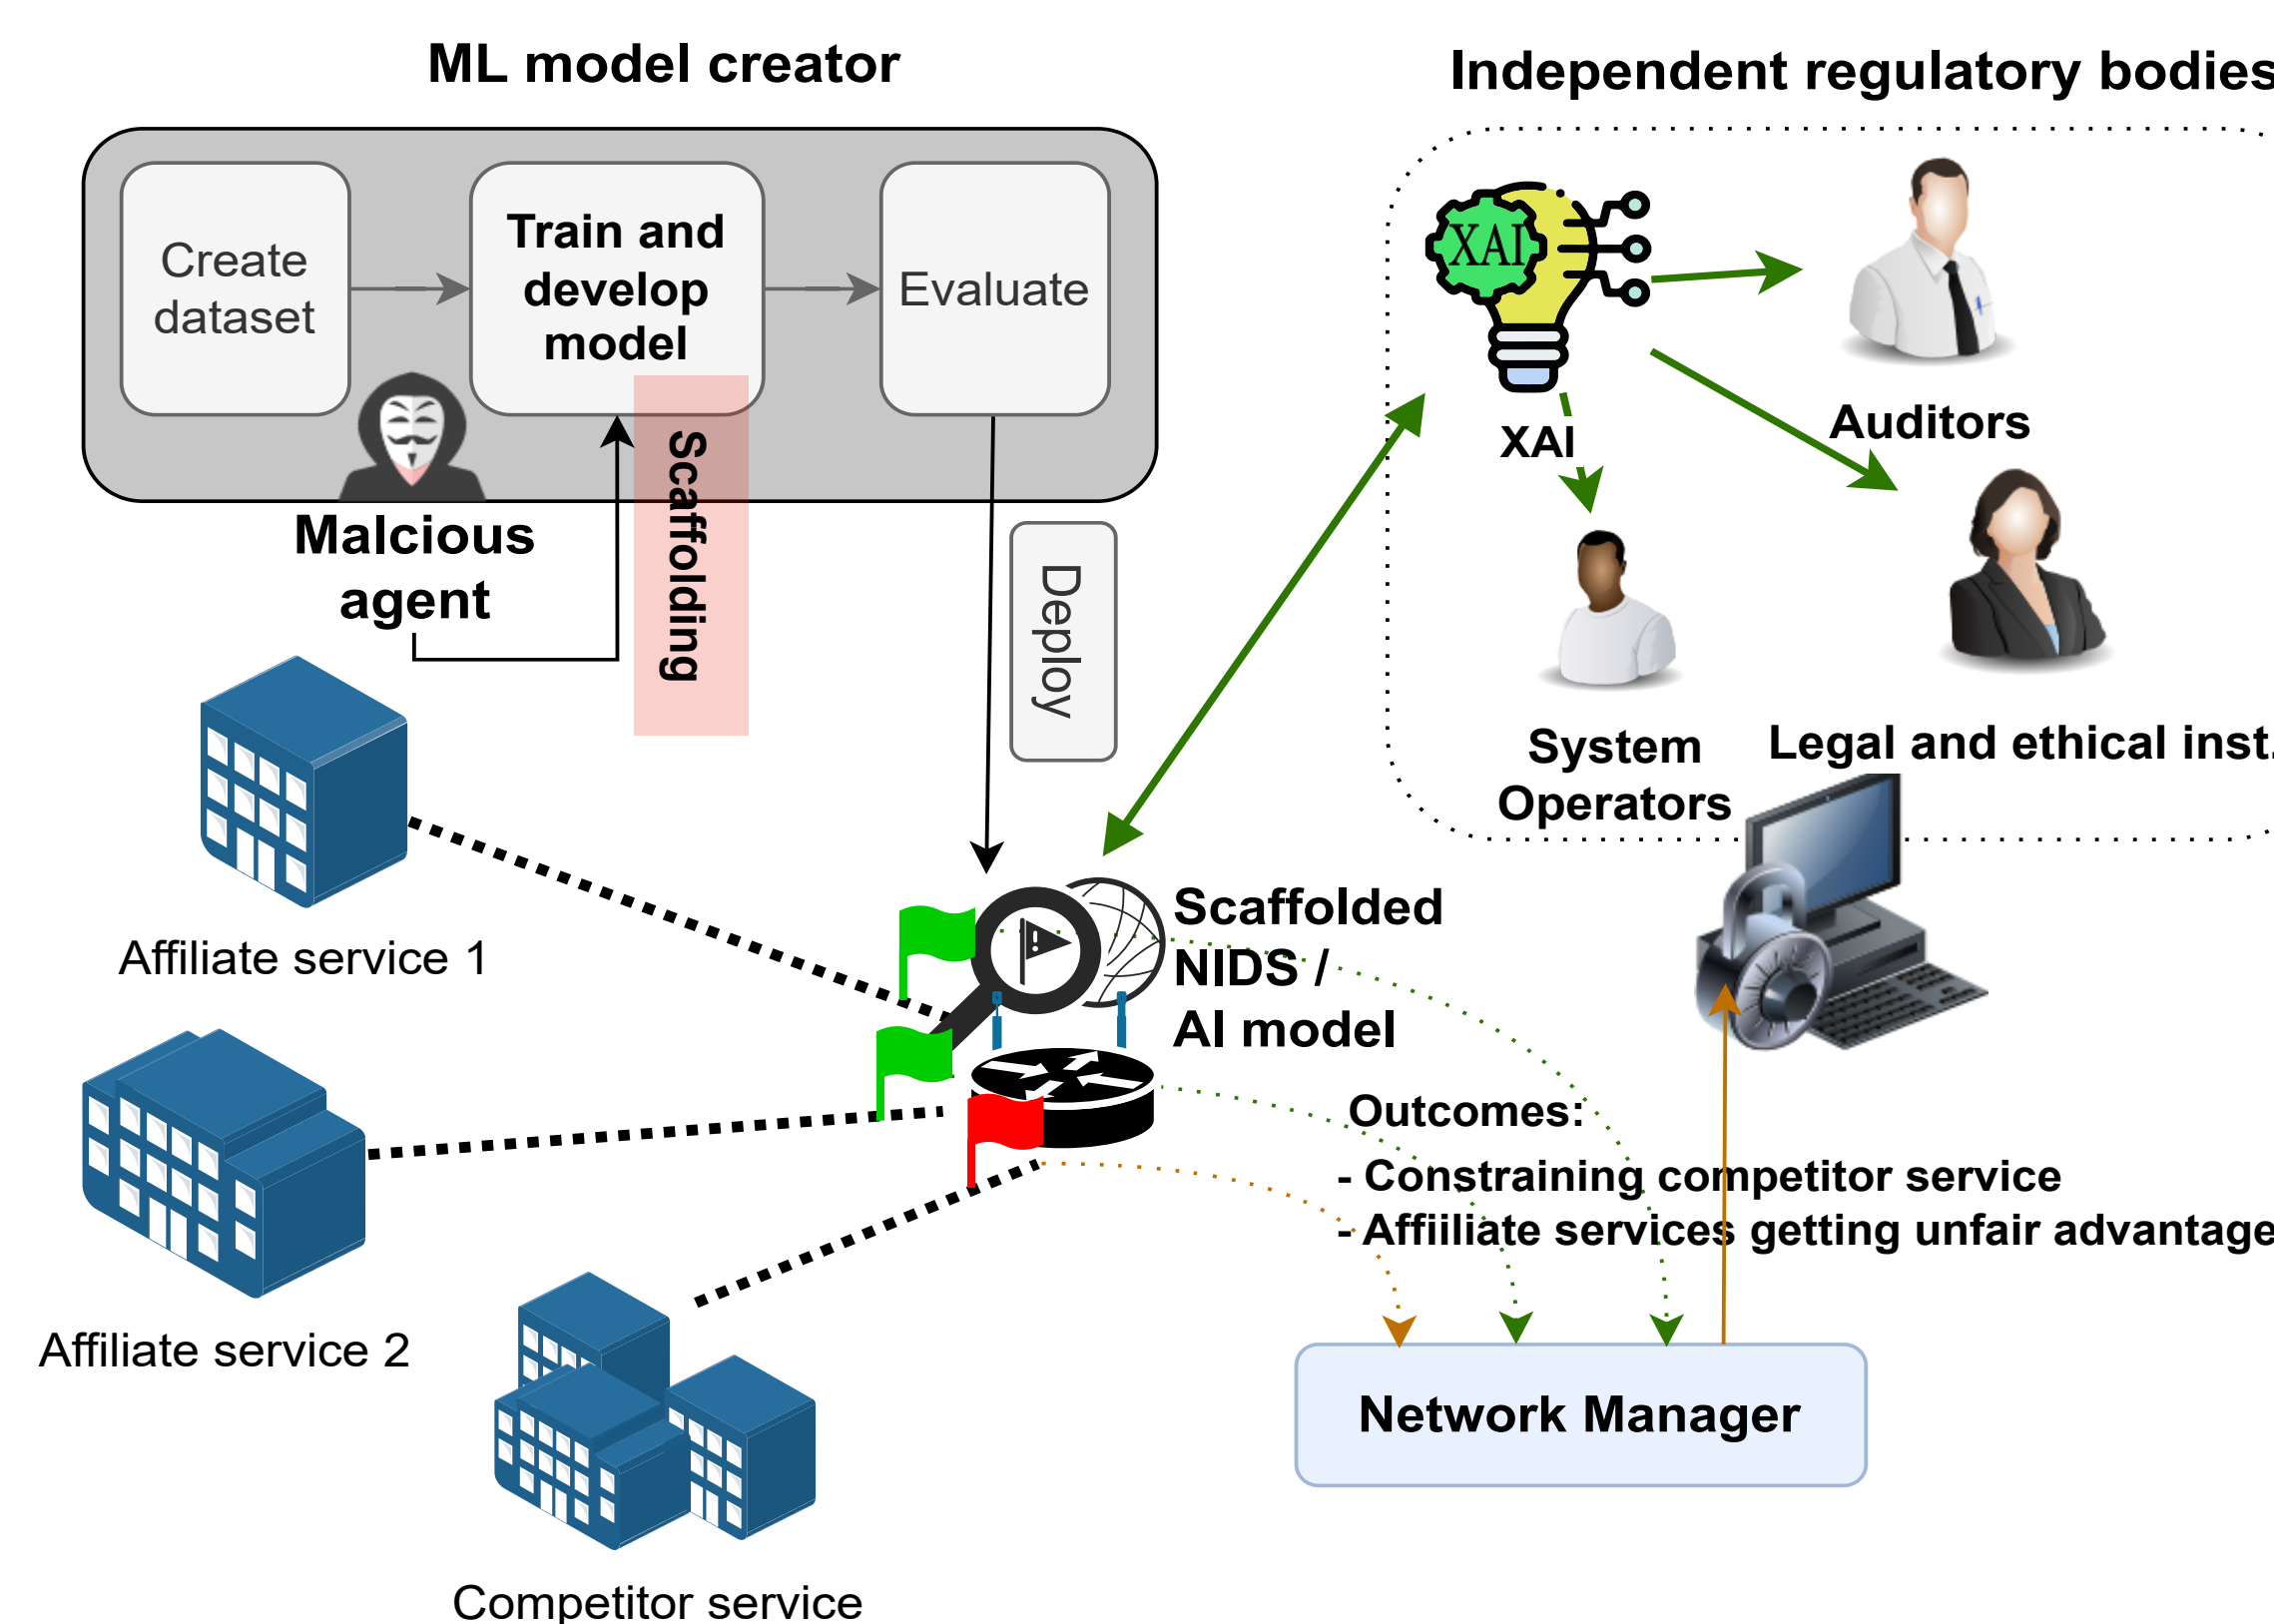 ML model creator
Independent regulatory bodies
Create
dataset
Train and
develop
model
Evaluate
XAI
XAI
Auditors
Scaffolding
Malcious
agent
Deploy
System
Operators
Legal and ethical inst.
Affiliate service 1
Scaffolded
NIDS /
AI model
Outcomes:
- Constraining competitor service
- Affiiliate services getting unfair advantage
Affiliate service 2
Network Manager
Competitor service